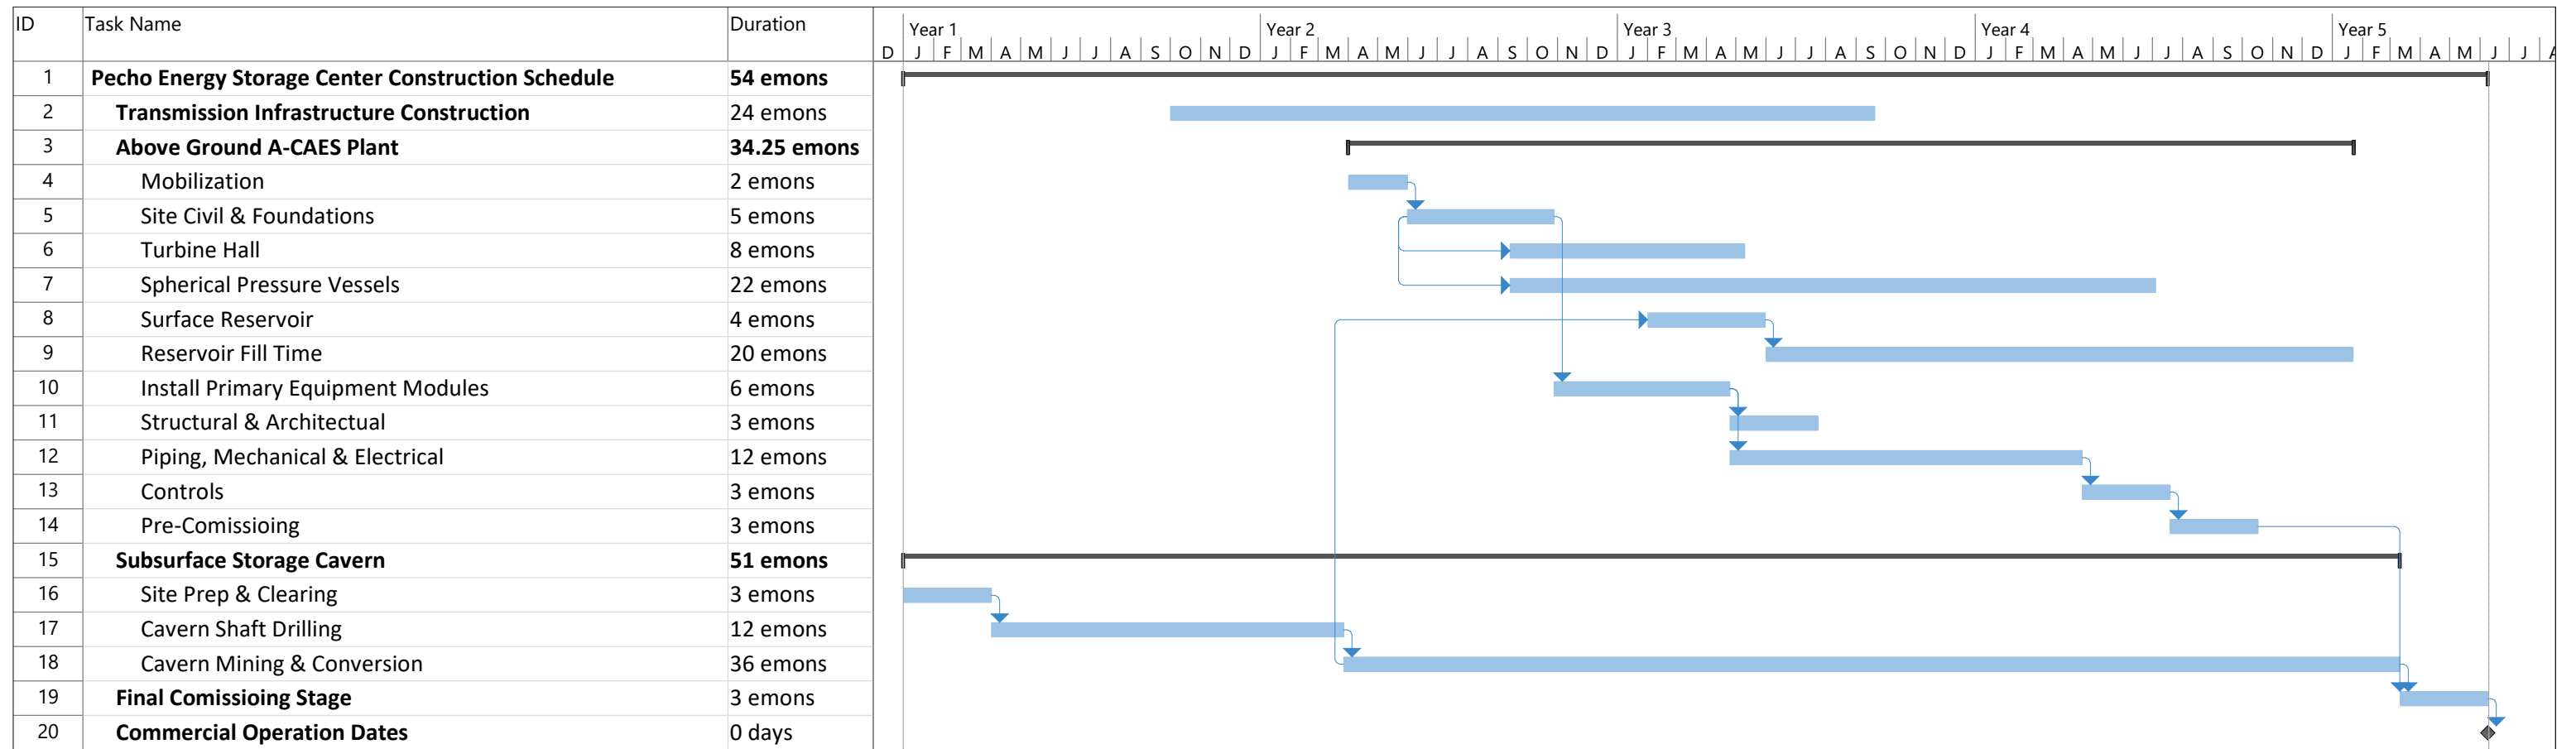 ID Task Name Duration Year 1 Year 2 Year 3 Year 4 Year 5
D J F M A M J J A S O N D J F M A M J J A S O N D J F M A M J J A S O N D J F M A M J J A S O N D J F M A M J J A
1 Pecho Energy Storage Center Construction Schedule 54 emons
2 Transmission Infrastructure Construction 24 emons
3 Above Ground A-CAES Plant 34.25 emons
4 Mobilization 2 emons
5 Site Civil & Foundations 5 emons
6 Turbine Hall 8 emons
7 Spherical Pressure Vessels 22 emons
8 Surface Reservoir 4 emons
9 Reservoir Fill Time 20 emons
10 Install Primary Equipment Modules 6 emons
11 Structural & Architectual 3 emons
12 Piping, Mechanical & Electrical 12 emons
13 Controls 3 emons
14 Pre-Comissioing 3 emons
15 Subsurface Storage Cavern 51 emons
16 Site Prep & Clearing 3 emons
17 Cavern Shaft Drilling 12 emons
18 Cavern Mining & Conversion 36 emons
19 Final Comissioing Stage 3 emons
20 Commercial Operation Dates 0 days